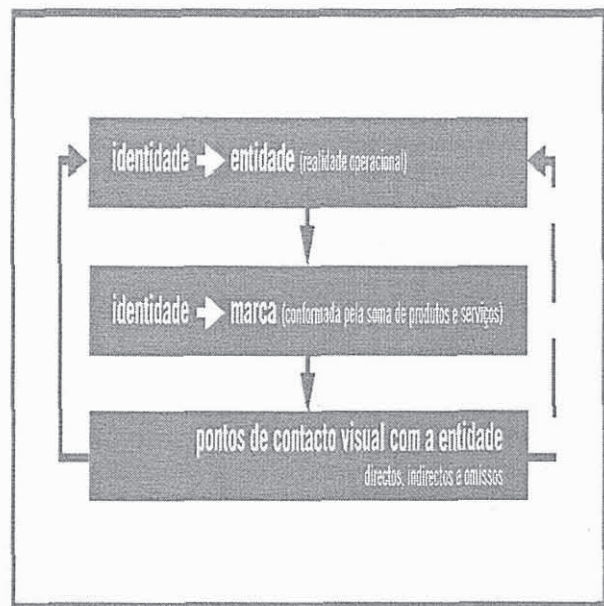 identidade → entidade (realidade operacional)
identidade → marca (conformada pela soma de produtos e serviços)
pontos de contacto visual com a entidade
directos, indirectos e omissos